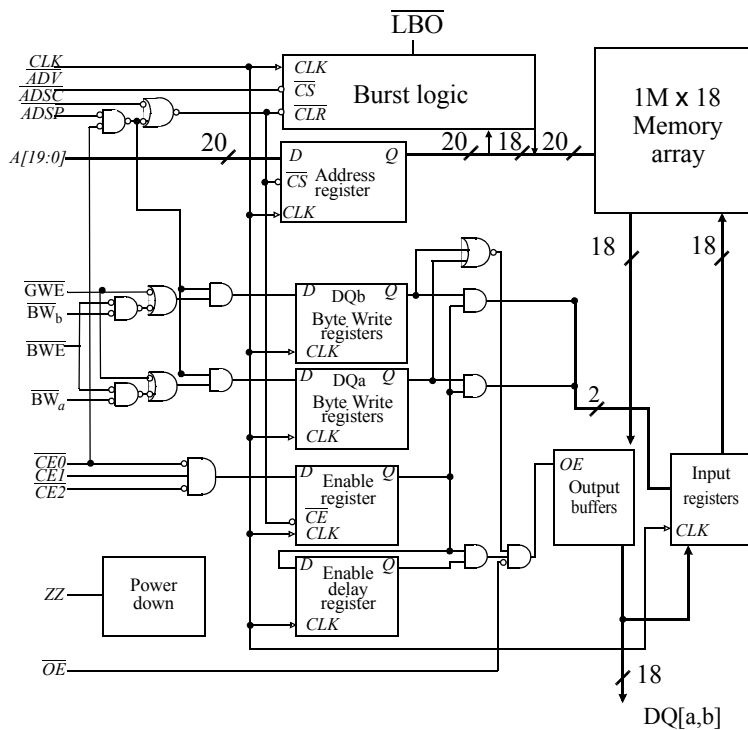 LBO
CLK
ADV
ADSC
ADSP
CLK
CS
CLR
Burst logic
1M x 18
Memory
array
A[19:0]
20
D
Q
CS
Address
register
CLK
20
18
20
18
18
GWE
BWb
BWE
BWa
D
DQb
Q
Byte Write
registers
CLK
D
DQa
Q
Byte Write
registers
CLK
2
CE0
CE1
CE2
D
Enable
Q
register
CE
CLK
OE
Output
buffers
Input
registers
CLK
D
Enable
Q
delay
register
CLK
ZZ
Power
down
OE
18
DQ[a,b]